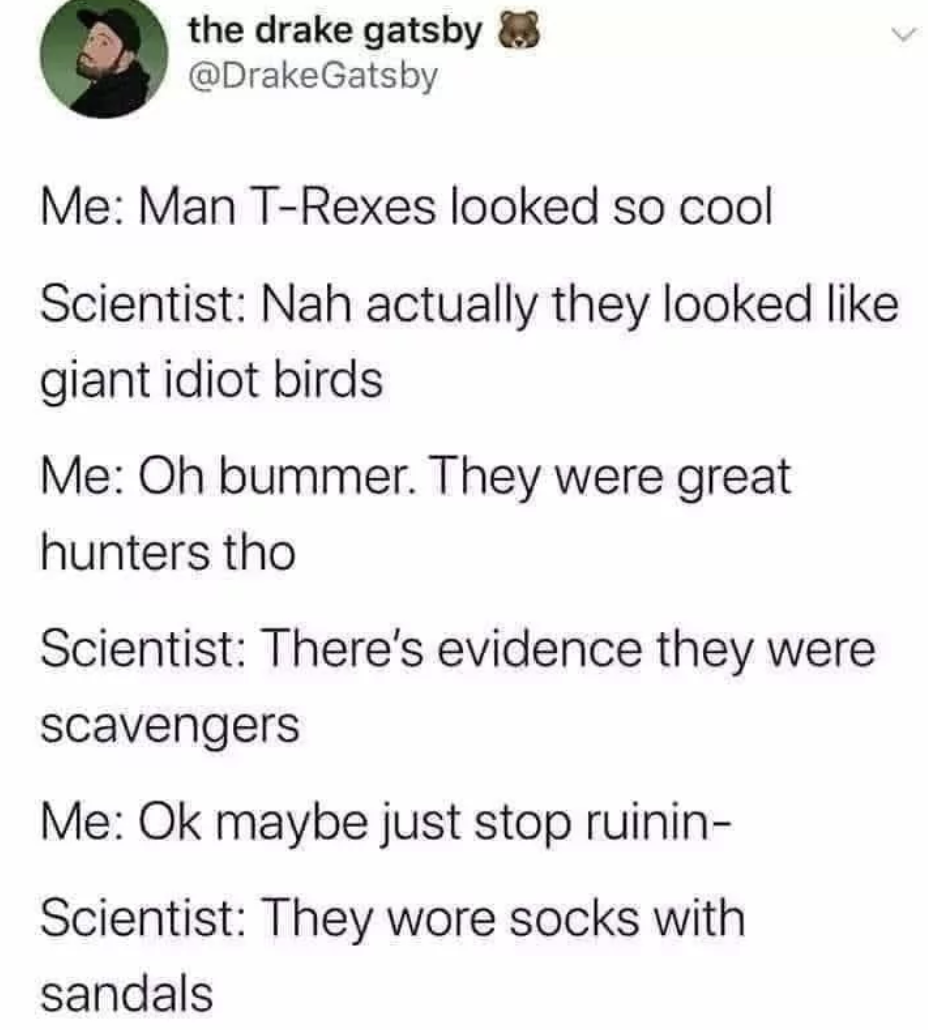 the drake gatsby 🐻
@DrakeGatsby
Me: Man T-Rexes looked so cool
Scientist: Nah actually they looked like
giant idiot birds
Me: Oh bummer. They were great
hunters tho
Scientist: There's evidence they were
scavengers
Me: Ok maybe just stop ruinin-
Scientist: They wore socks with
sandals